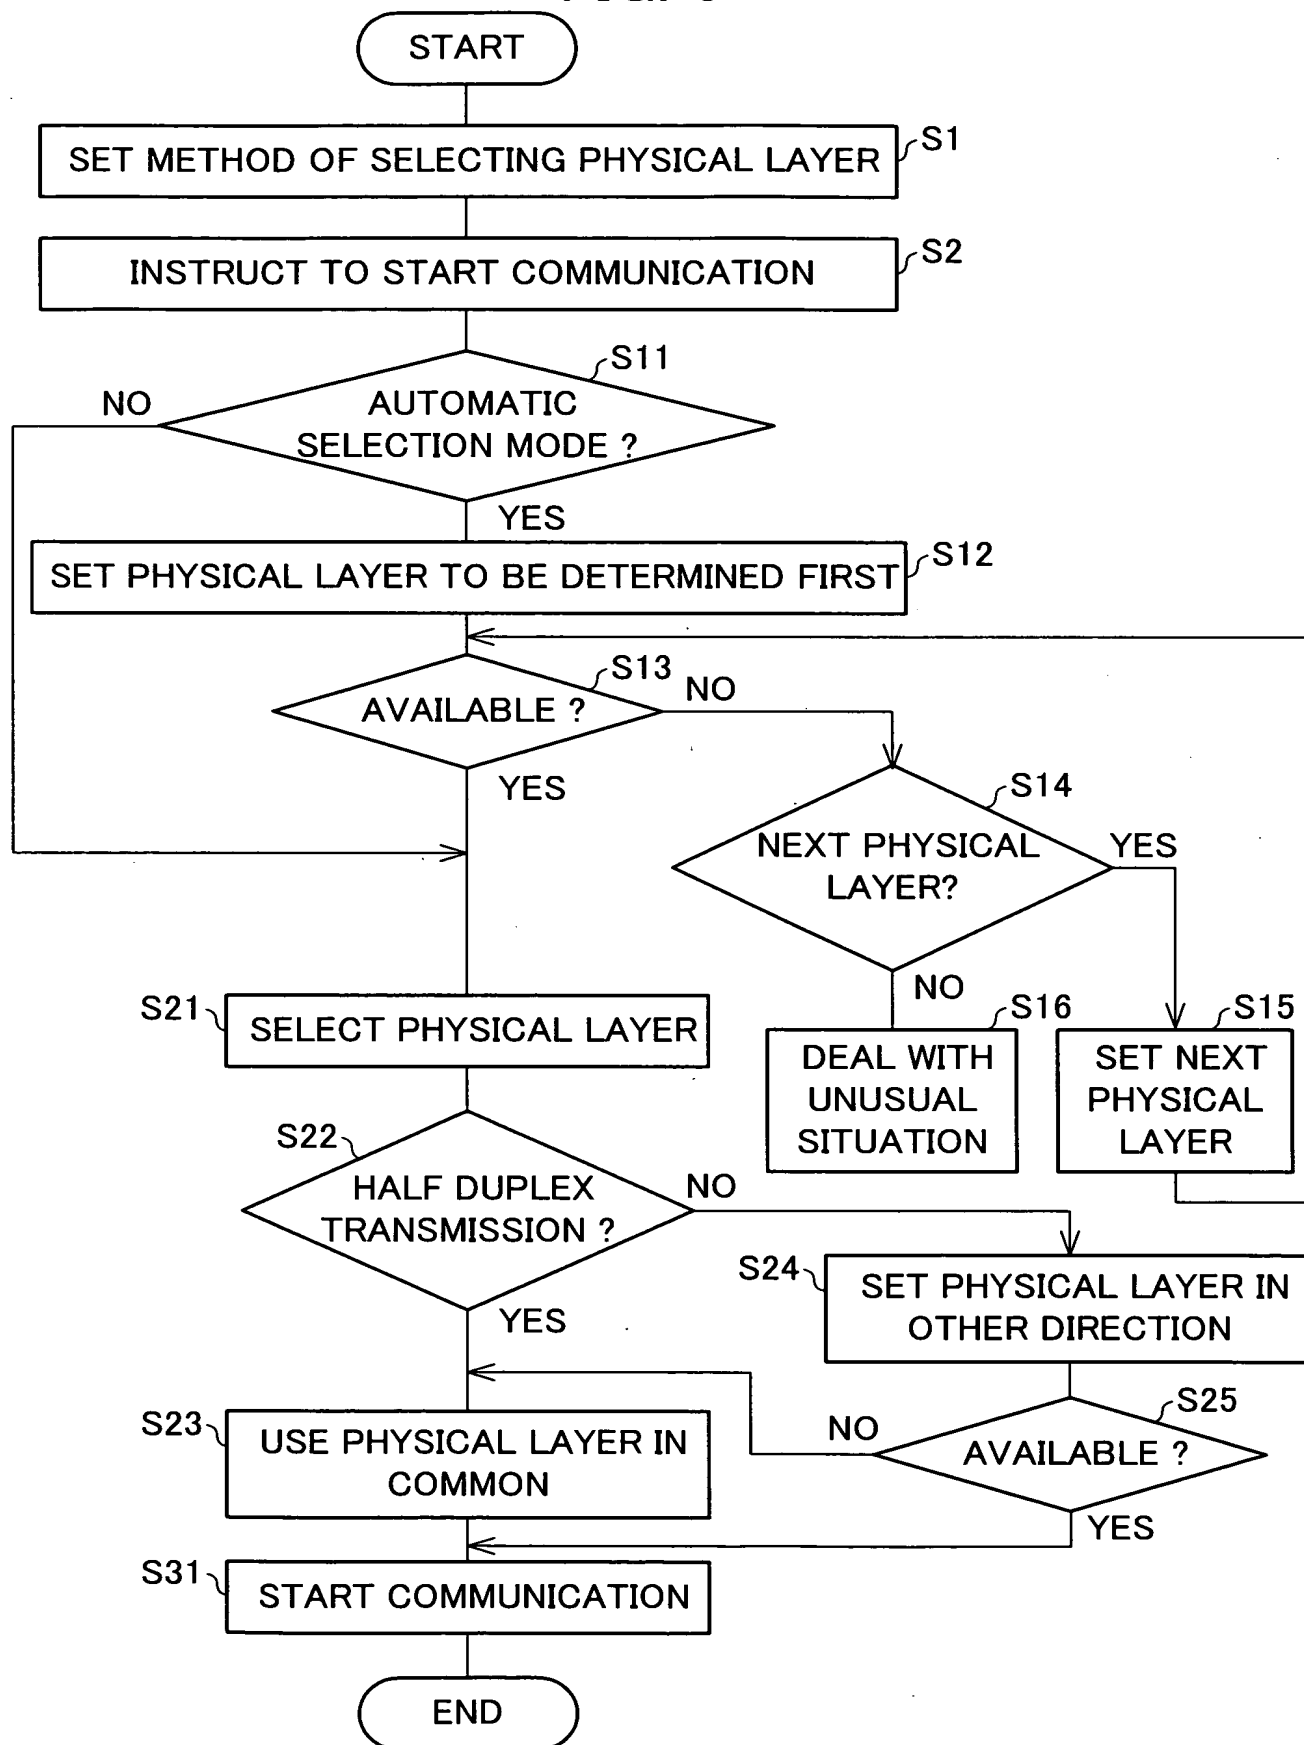 START
SET METHOD OF SELECTING PHYSICAL LAYER
S1
INSTRUCT TO START COMMUNICATION
S2
S11
NO
AUTOMATIC
SELECTION MODE ?
YES
S12
SET PHYSICAL LAYER TO BE DETERMINED FIRST
S13
NO
AVAILABLE ?
YES
S14
NEXT PHYSICAL
LAYER?
YES
NO
S21
SELECT PHYSICAL LAYER
S16
DEAL WITH
UNUSUAL
SITUATION
S15
SET NEXT
PHYSICAL
LAYER
S22
HALF DUPLEX
TRANSMISSION ?
NO
YES
S24
SET PHYSICAL LAYER IN
OTHER DIRECTION
S25
NO
AVAILABLE ?
YES
S23
USE PHYSICAL LAYER IN
COMMON
S31
START COMMUNICATION
END